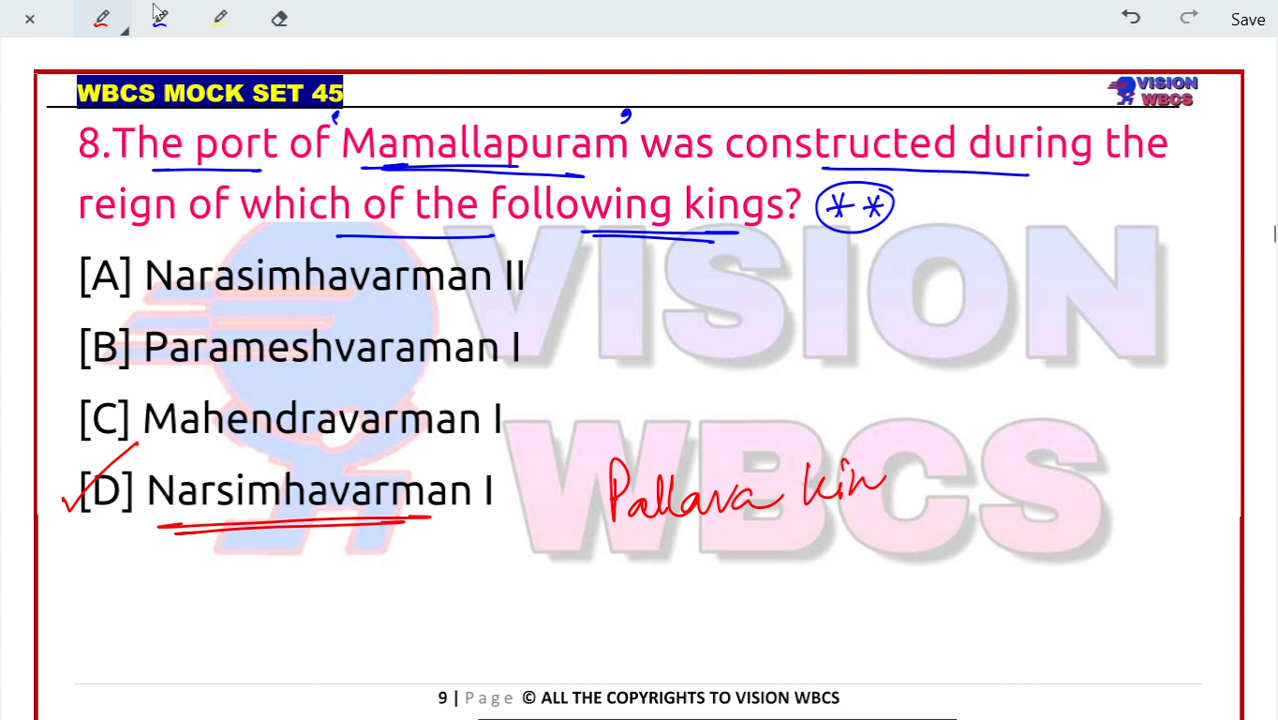 Save
WBCS MOCK SET 45
VISION
WBCS
8.The port of ‘Mamallapuram’ was constructed during the
reign of which of the following kings? **
[A] Narasimhavarman II
[B] Parameshvaraman I
[C] Mahendravarman I
[D] Narsimhavarman I
Pallava kin
VISION
WBCS
9 | Page © ALL THE COPYRIGHTS TO VISION WBCS